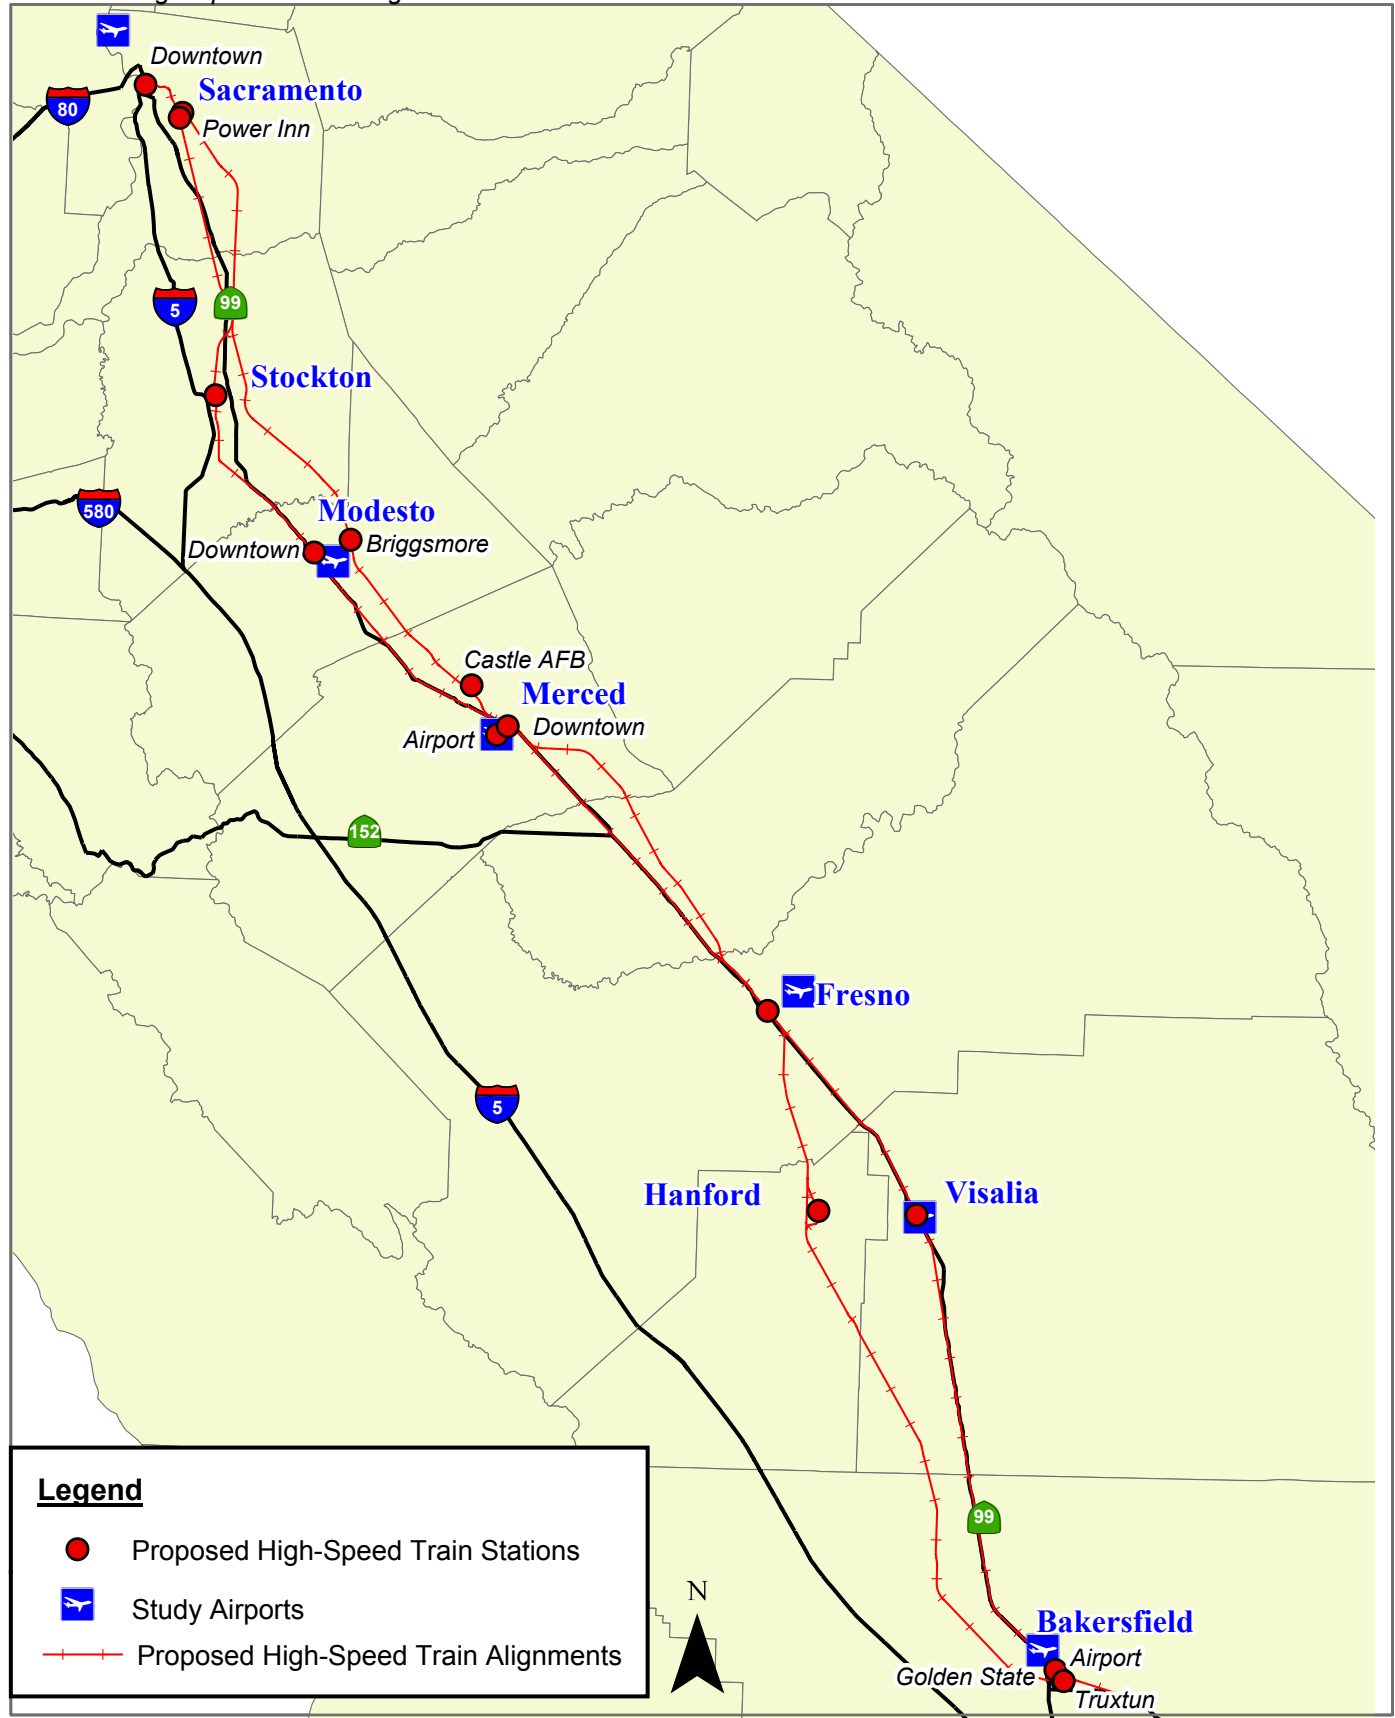 Downtown
Sacramento
80
Power Inn
5
99
Stockton
Modesto
580
Downtown
Briggsmore
Castle AFB
Merced
Airport
Downtown
152
Fresno
5
Hanford
Visalia
Legend
Proposed High-Speed Train Stations
Study Airports
Proposed High-Speed Train Alignments
N
99
Bakersfield
Airport
Golden State
Truxtun